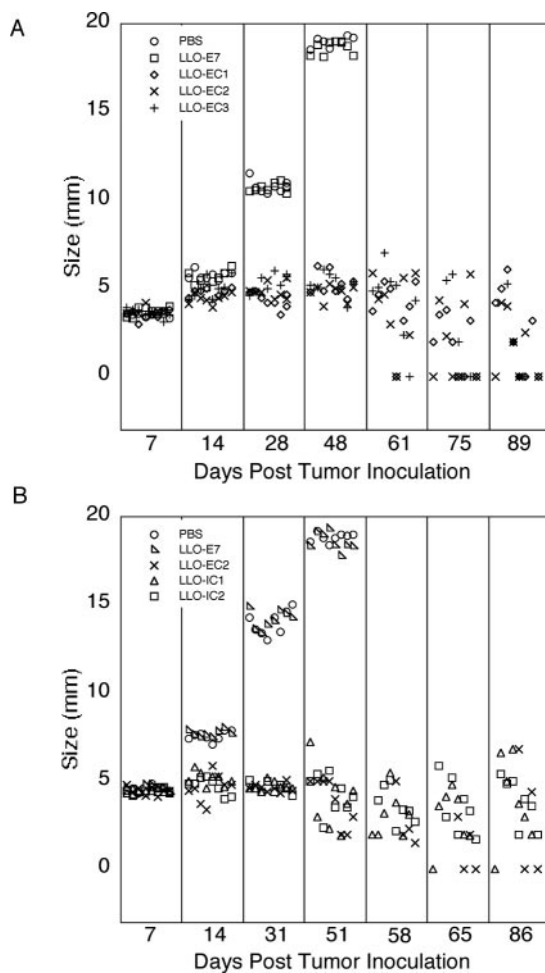 A
20
15
10
5
0
Size (mm)
PBS
LLO-E7
LLO-EC1
LLO-EC2
LLO-EC3
7 14 28 48 61 75 89
Days Post Tumor Inoculation
B
20
15
10
5
0
Size (mm)
PBS
LLO-E7
LLO-EC2
LLO-IC1
LLO-IC2
7 14 31 51 58 65 86
Days Post Tumor Inoculation